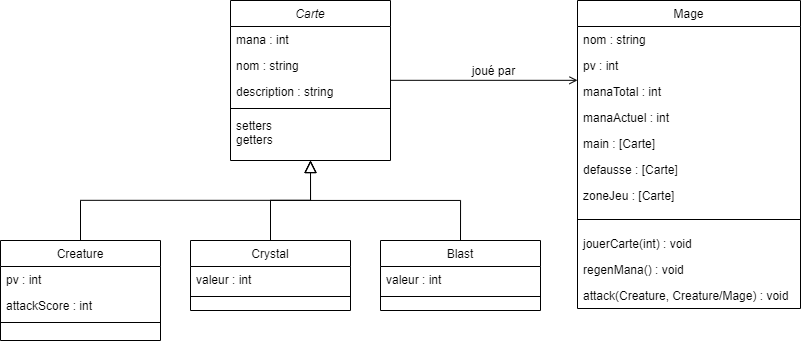 Carte
mana : int
nom : string
description : string
setters
getters
joué par
Mage
nom : string
pv : int
manaTotal : int
manaActuel : int
main : [Carte]
defausse : [Carte]
zoneJeu : [Carte]
jouerCarte(int) : void
regenMana() : void
attack(Creature, Creature/Mage) : void
Creature
pv : int
attackScore : int
Crystal
valeur : int
Blast
valeur : int